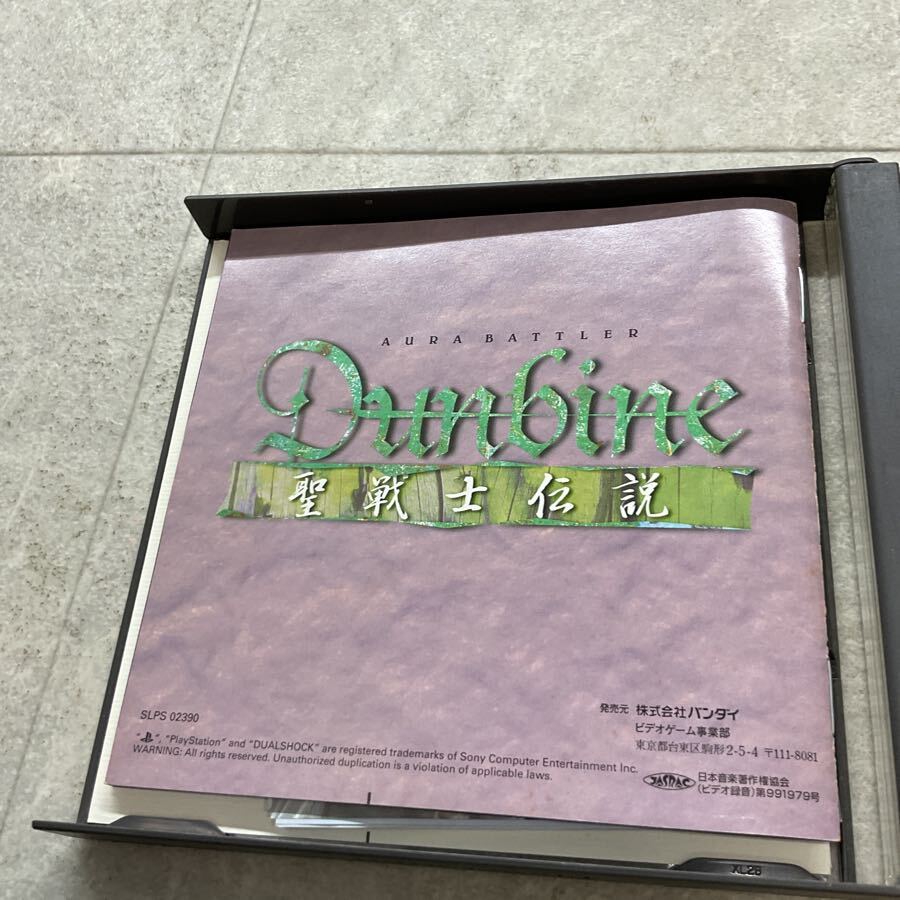 AURA BATTLER
Dunbine
聖戦士伝説
SLPS 02390
発売元 株式会社バンダイ
ビデオゲーム事業部
東京都台東区駒形2-5-4 〒111-8081
"PS", "PlayStation" and "DUALSHOCK" are registered trademarks of Sony Computer Entertainment Inc.
WARNING: All rights reserved. Unauthorized duplication is a violation of applicable laws.
JASRAC
日本音楽著作権協会
(ビデオ録音)第991979号
XL28